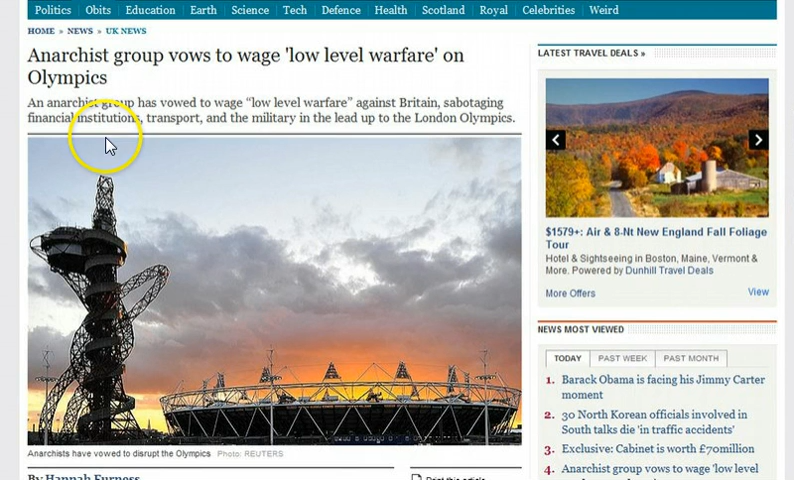 Politics Obits Education Earth Science Tech Defence Health Scotland Royal Celebrities Weird
HOME » NEWS » UK NEWS
Anarchist group vows to wage 'low level warfare' on
Olympics
An anarchist group has vowed to wage “low level warfare” against Britain, sabotaging
financial institutions, transport, and the military in the lead up to the London Olympics.
Anarchists have vowed to disrupt the Olympics Photo: REUTERS
By Hannah Furness
Print this article
LATEST TRAVEL DEALS »
$1579+: Air & 8-Nt New England Fall Foliage
Tour
Hotel & Sightseeing in Boston, Maine, Vermont &
More. Powered by Dunhill Travel Deals
More Offers View
NEWS MOST VIEWED
TODAY PAST WEEK PAST MONTH
1. Barack Obama is facing his Jimmy Carter
moment
2. 30 North Korean officials involved in
South talks die 'in traffic accidents'
3. Exclusive: Cabinet is worth £70million
4. Anarchist group vows to wage 'low level